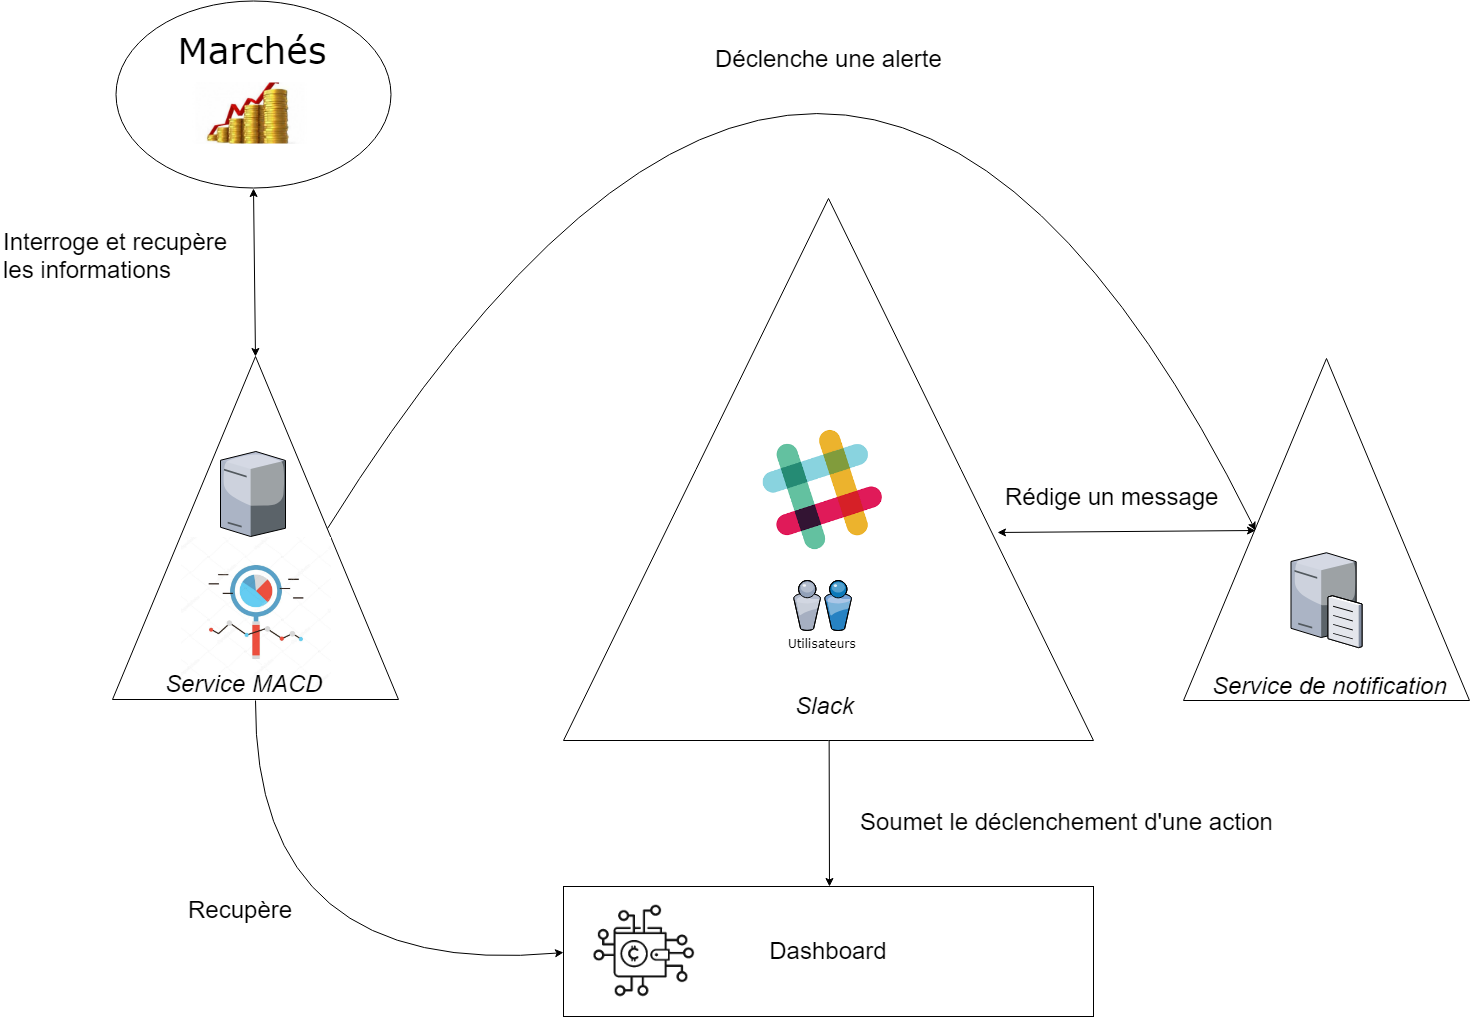 Marchés
Déclenche une alerte
Interroge et recupère
les informations
Rédige un message
Utilisateurs
Service MACD
Service de notification
Slack
Soumet le déclenchement d'une action
Recupère
Dashboard